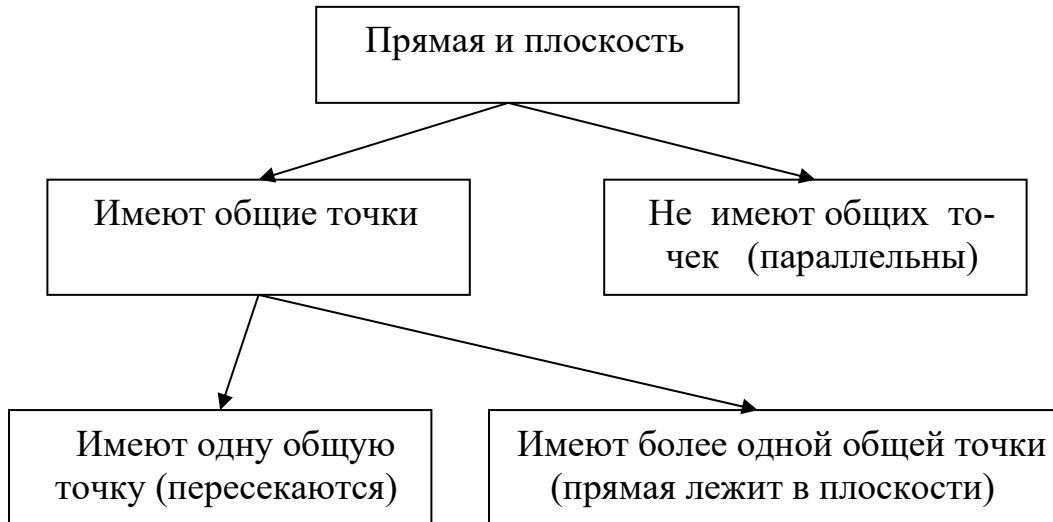 Прямая и плоскость
Имеют общие точки
Не имеют общих то-
чек (параллельны)
Имеют одну общую
точку (пересекаются)
Имеют более одной общей точки
(прямая лежит в плоскости)